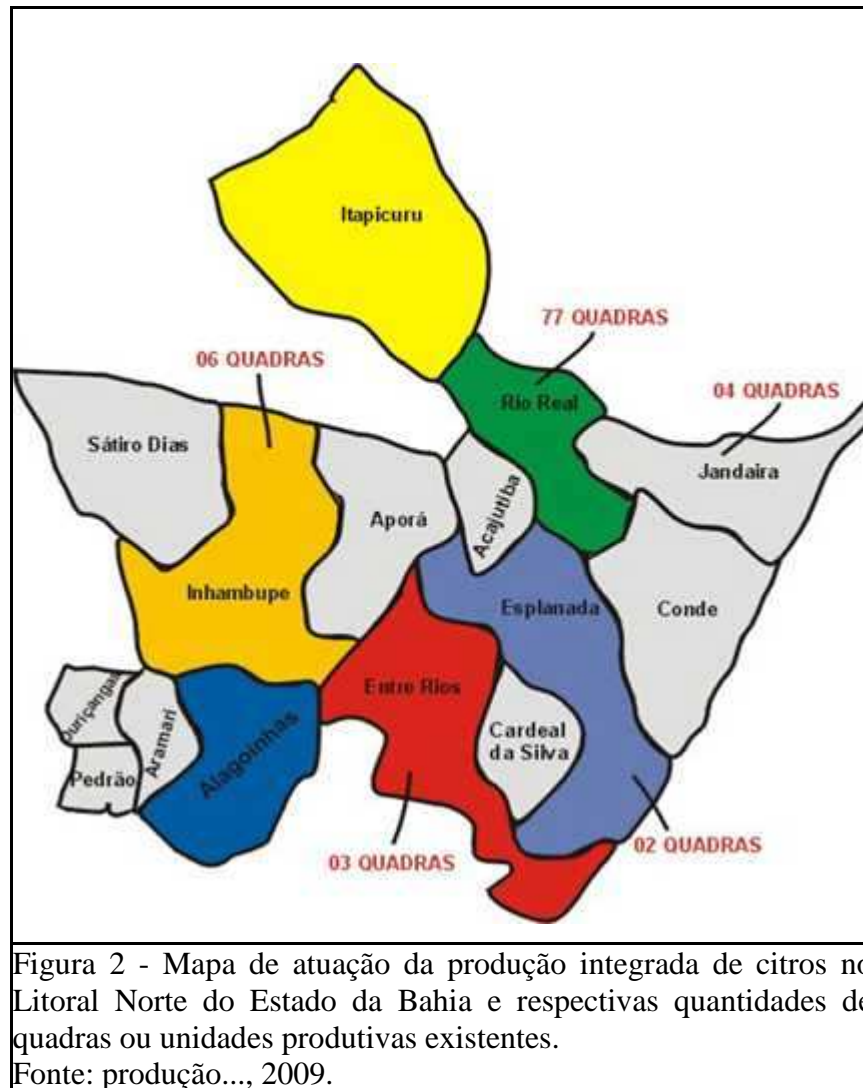 Itapicuru
77 QUADRAS
06 QUADRAS
Rio Real
04 QUADRAS
Sátiro Dias
Jandaira
Acajutiba
Aporá
Inhambupe
Esplanada
Conde
Entre Rios
Ouriçangas
Aramari
Alagoinhas
Cardeal
da Silva
Pedrão
03 QUADRAS
02 QUADRAS
Figura 2 - Mapa de atuação da produção integrada de citros no
Litoral Norte do Estado da Bahia e respectivas quantidades de
quadras ou unidades produtivas existentes.
Fonte: produção..., 2009.